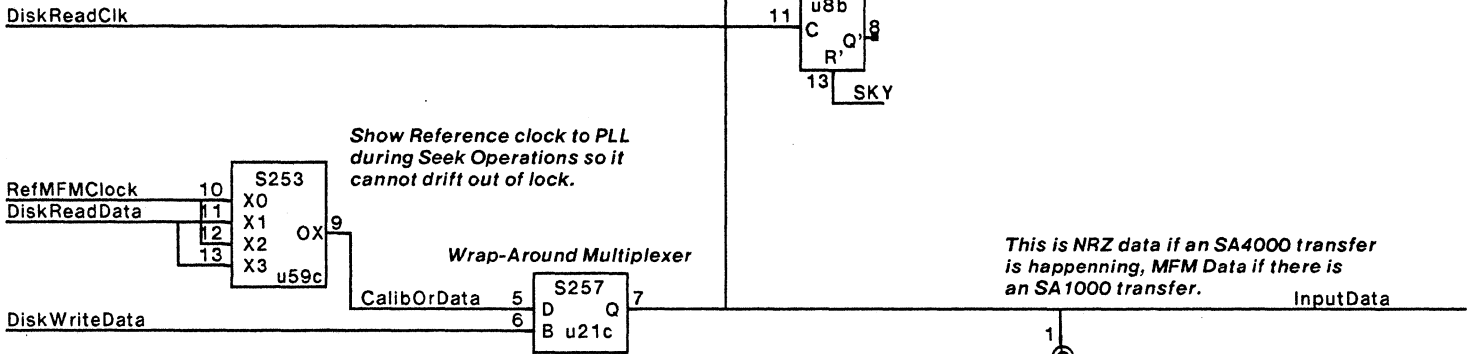 DiskReadClk
11
u8b
C
Q'
8
R'
13
SKY
Show Reference clock to PLL
during Seek Operations so it
cannot drift out of lock.
RefMFMClock
DiskReadData
10
11
12
13
S253
X0
X1
X2
X3
OX
9
u59c
Wrap-Around Multiplexer
CalibOrData
DiskWriteData
5
6
S257
D
Q
B
u21c
7
This is NRZ data if an SA4000 transfer
is happenning, MFM Data if there is
an SA1000 transfer.
InputData
1